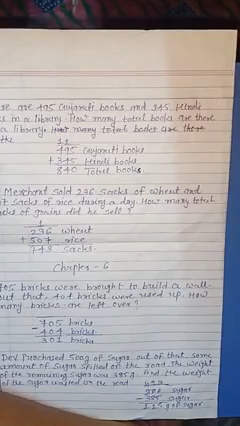 re are 495 Gujarati books and 345 Hindi
s in a library. How many total books are there
a library. How many total books are there
the
11
495 Gujarati books
+ 345 Hindi books
840 Total books.
Merchant sold 236 sacks of wheat and
sacks of rice during a day. How many total
cks of grains did he sell?
1
236 wheat
+ 507 rice
743 sacks.
Chapter - 6
705 bricks were brought to build a wall.
out that, 404 bricks were used up. How
many bricks are left over?
705 bricks
- 404 bricks
301 bricks
Dev purchased 500g of sugar out of that some
amount of sugar spilled on the road. The weight
of the remaining sugar was 385g. Find the weight
of the sugar wasted on the road
sugar
- 385 sugar
115 g of sugar